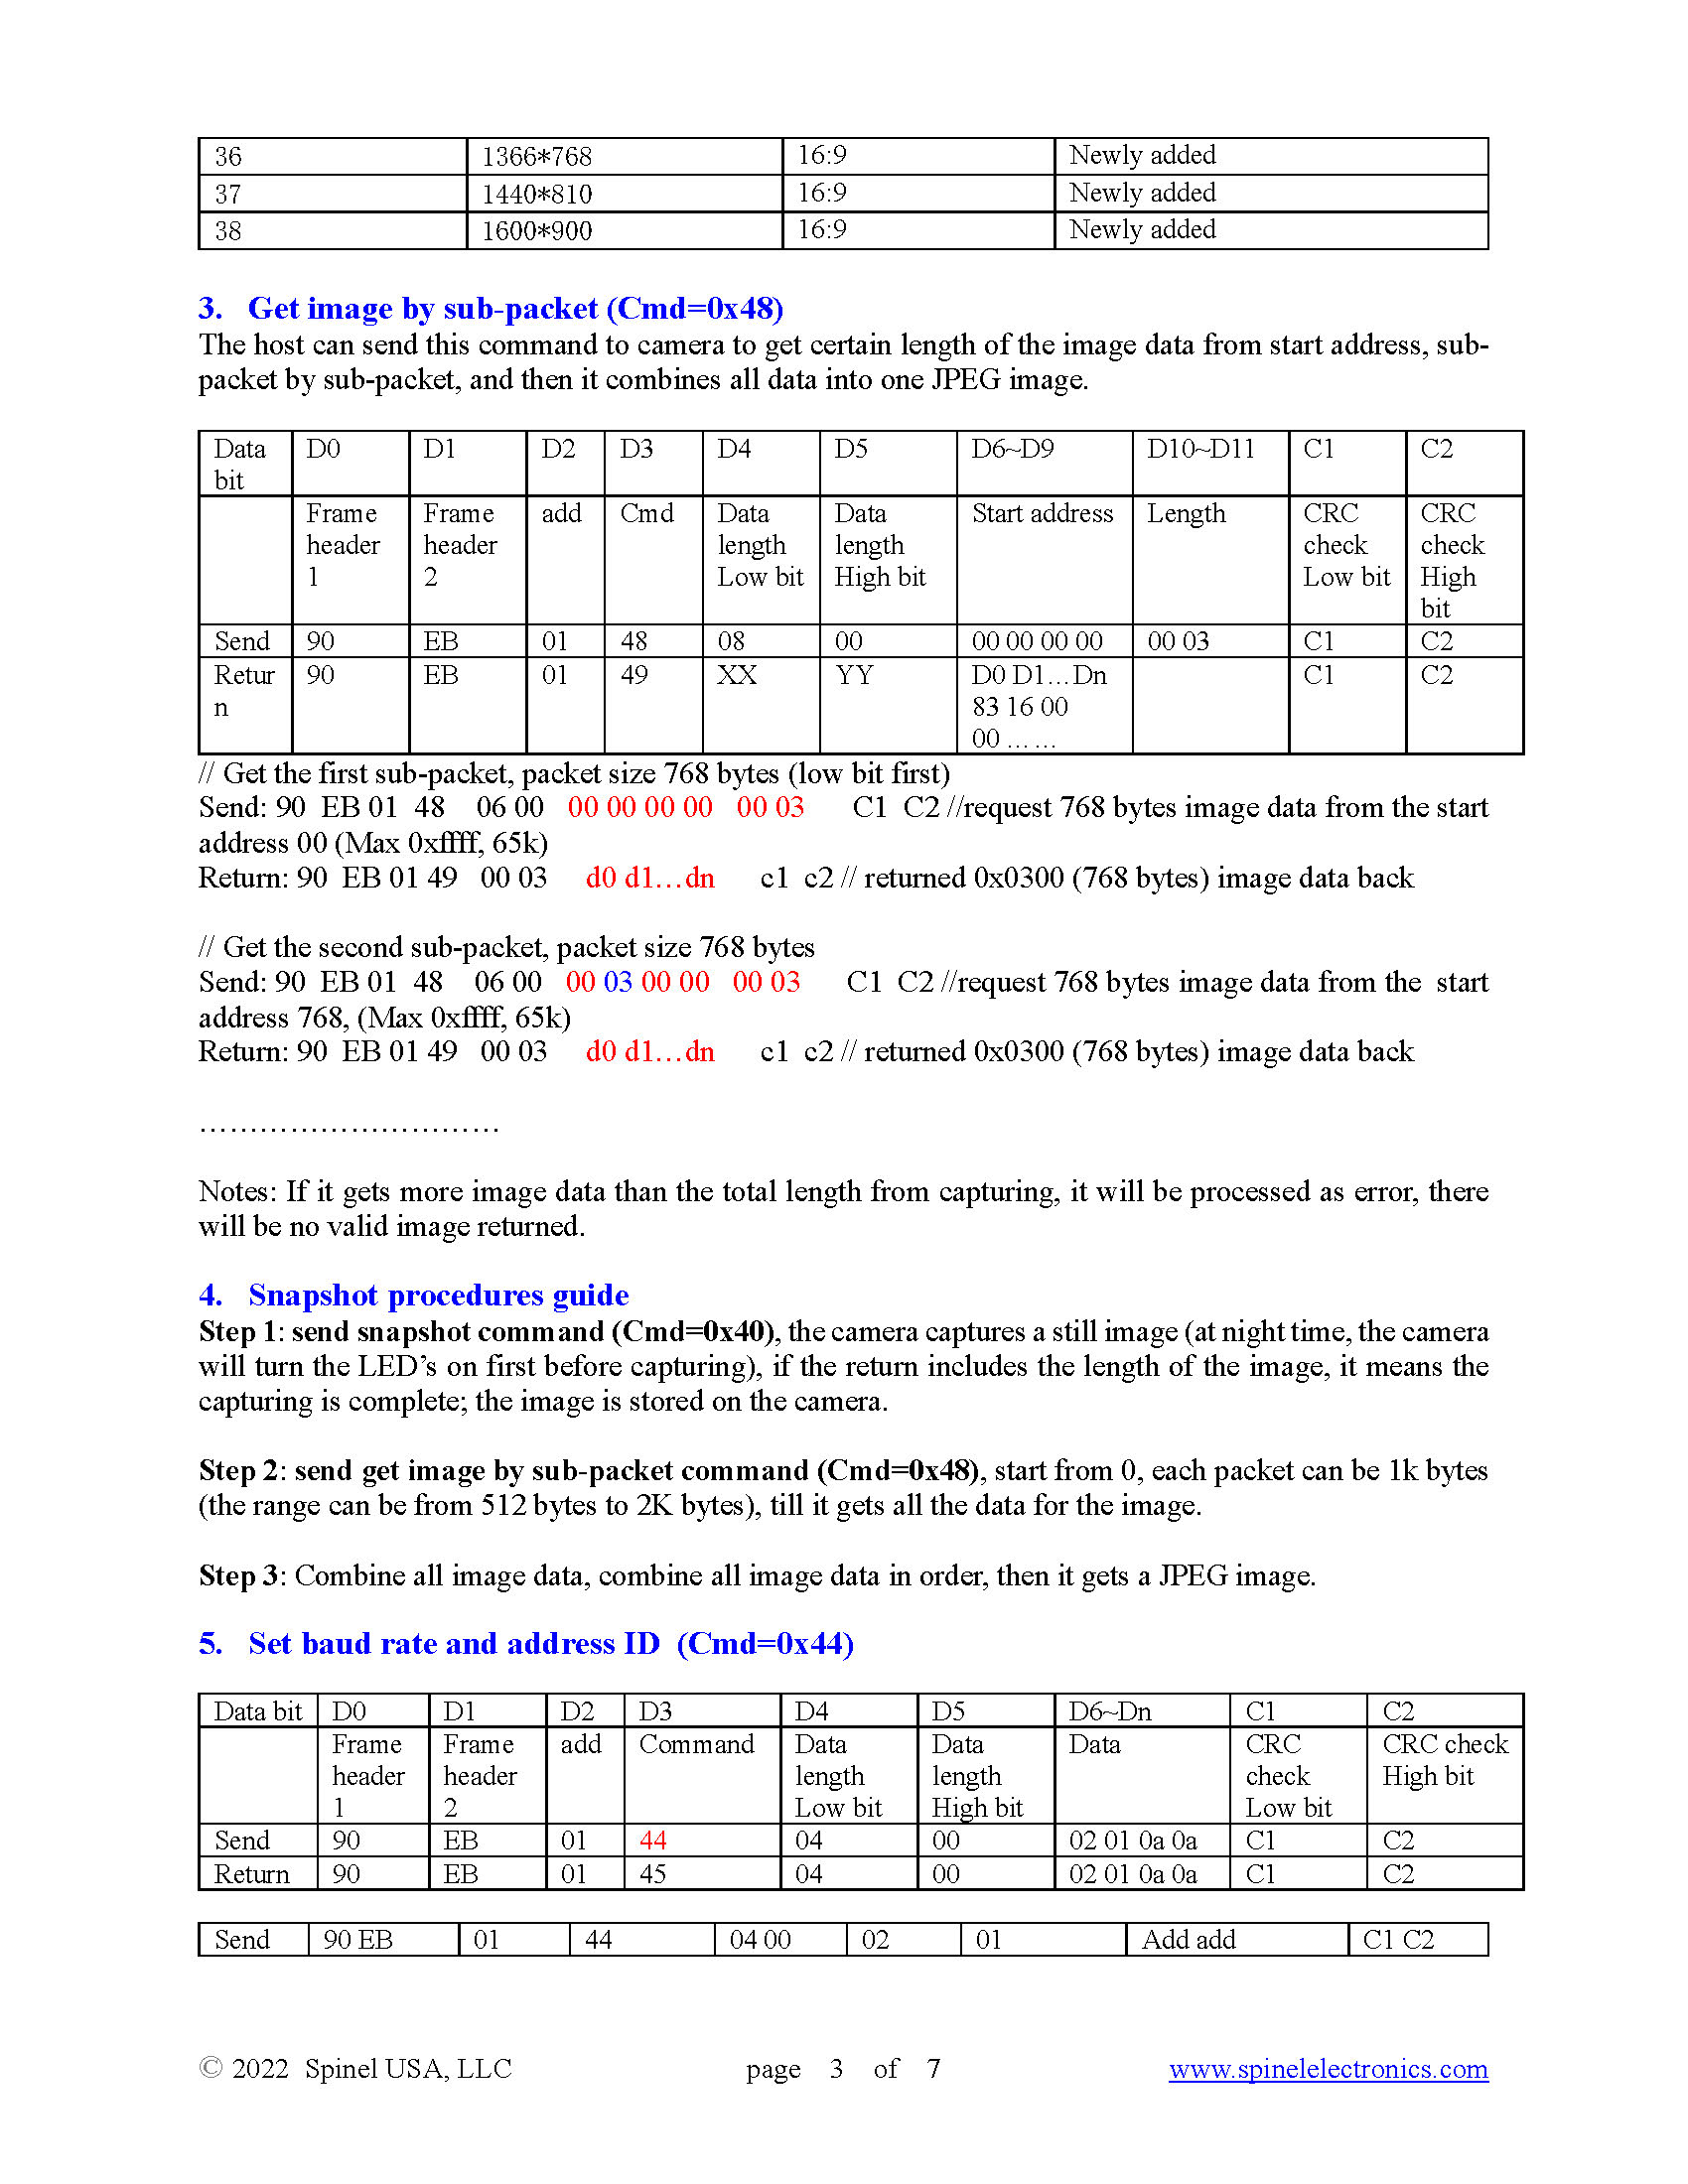 36 1366*768 16:9 Newly added
37 1440*810 16:9 Newly added
38 1600*900 16:9 Newly added
3. Get image by sub-packet (Cmd=0x48)
The host can send this command to camera to get certain length of the image data from start address, sub-
packet by sub-packet, and then it combines all data into one JPEG image.
Data bit D0 D1 D2 D3 D4 D5 D6~D9 D10~D11 C1 C2
Frame header 1 Frame header 2 add Cmd Data length Low bit Data length High bit Start address Length CRC check Low bit CRC check High bit
Send 90 EB 01 48 08 00 00 00 00 00 00 03 C1 C2
Return 90 EB 01 49 XX YY D0 D1…Dn 83 16 00 00 … … C1 C2
// Get the first sub-packet, packet size 768 bytes (low bit first)
Send: 90 EB 01 48 06 00 00 00 00 00 00 03 C1 C2 //request 768 bytes image data from the start
address 00 (Max 0xffff, 65k)
Return: 90 EB 01 49 00 03 d0 d1…dn c1 c2 // returned 0x0300 (768 bytes) image data back
// Get the second sub-packet, packet size 768 bytes
Send: 90 EB 01 48 06 00 00 03 00 00 00 03 C1 C2 //request 768 bytes image data from the start
address 768, (Max 0xffff, 65k)
Return: 90 EB 01 49 00 03 d0 d1…dn c1 c2 // returned 0x0300 (768 bytes) image data back
…………………………
Notes: If it gets more image data than the total length from capturing, it will be processed as error, there
will be no valid image returned.
4. Snapshot procedures guide
Step 1: send snapshot command (Cmd=0x40), the camera captures a still image (at night time, the camera
will turn the LED’s on first before capturing), if the return includes the length of the image, it means the
capturing is complete; the image is stored on the camera.
Step 2: send get image by sub-packet command (Cmd=0x48), start from 0, each packet can be 1k bytes
(the range can be from 512 bytes to 2K bytes), till it gets all the data for the image.
Step 3: Combine all image data, combine all image data in order, then it gets a JPEG image.
5. Set baud rate and address ID (Cmd=0x44)
Data bit D0 D1 D2 D3 D4 D5 D6~Dn C1 C2
Frame header 1 Frame header 2 add Command Data length Low bit Data length High bit Data CRC check Low bit CRC check High bit
Send 90 EB 01 44 04 00 02 01 0a 0a C1 C2
Return 90 EB 01 45 04 00 02 01 0a 0a C1 C2
Send 90 EB 01 44 04 00 02 01 Add add C1 C2
© 2022 Spinel USA, LLC page 3 of 7 www.spinelelectronics.com